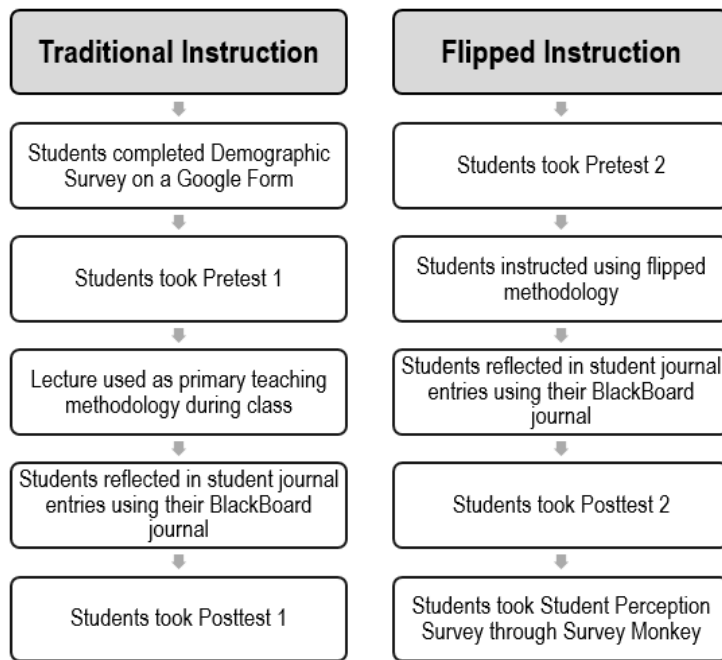 Traditional Instruction
Students completed Demographic
Survey on a Google Form
Students took Pretest 1
Lecture used as primary teaching
methodology during class
Students reflected in student journal
entries using their BlackBoard
journal
Students took Posttest 1
Flipped Instruction
Students took Pretest 2
Students instructed using flipped
methodology
Students reflected in student journal
entries using their BlackBoard
journal
Students took Posttest 2
Students took Student Perception
Survey through Survey Monkey